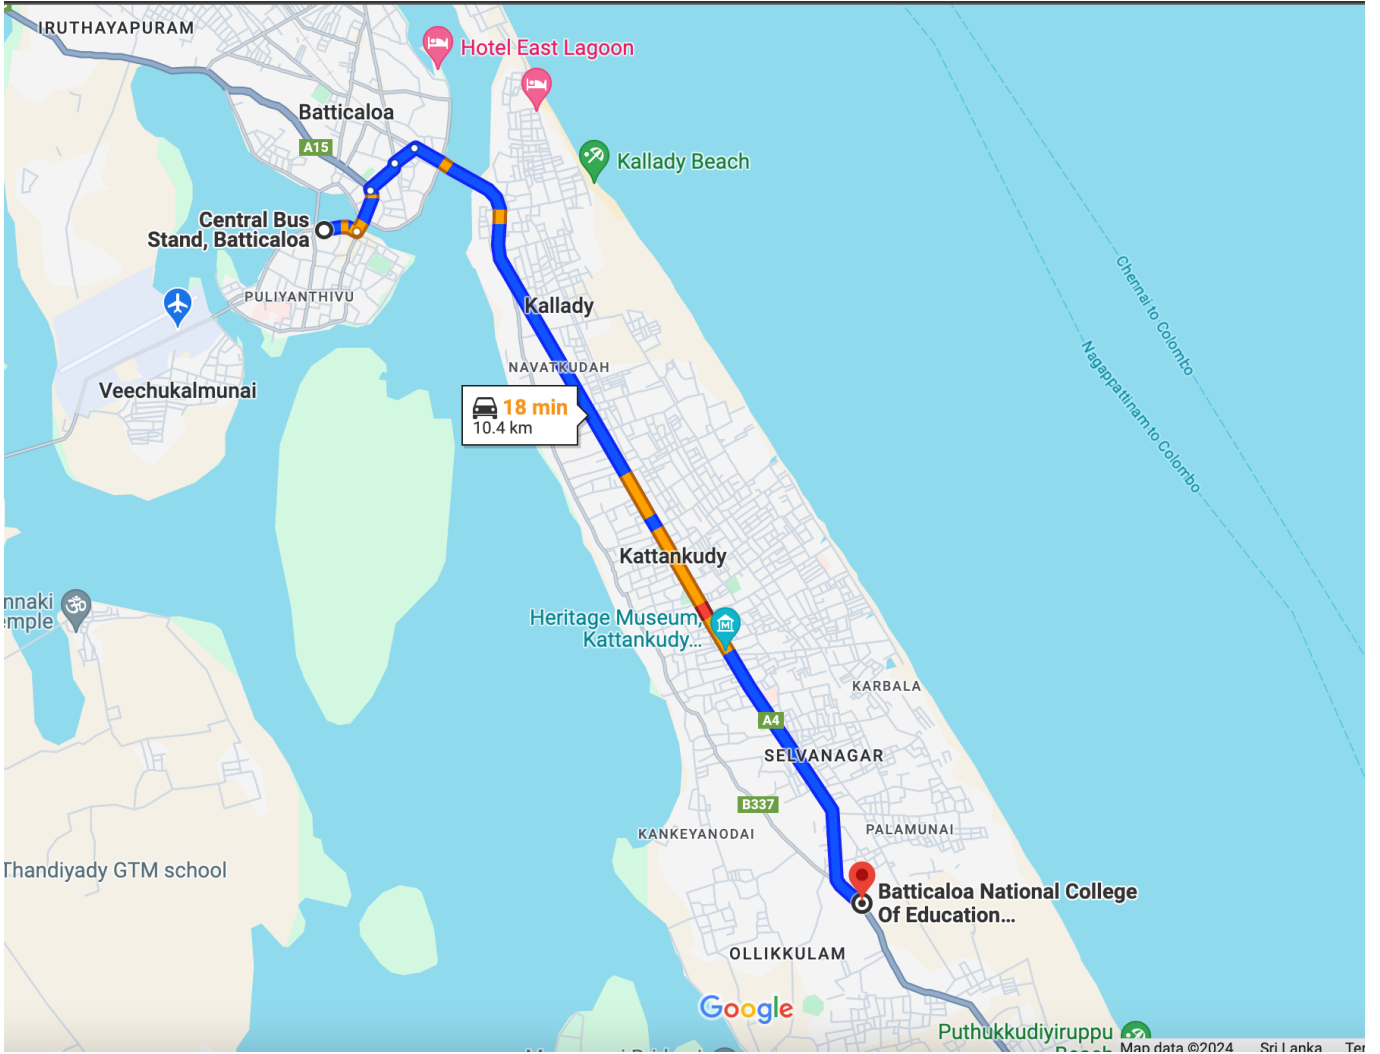 IRUTHAYAPURAM
Hotel East Lagoon
Batticaloa
A15
Kallady Beach
Central Bus
Stand, Batticaloa
PULIYANTHIVU
Kallady
Chennai to Colombo
NAVATKUDAH
Nagappattinam to Colombo
Veechukalmunai
18 min
10.4 km
Kattankudy
nnaki
emple
Heritage Museum,
Kattankudy...
KARBALA
A4
SELVANAGAR
B337
PALAMUNAI
KANKEYANODAI
Thandiyady GTM school
Batticaloa National College
Of Education...
OLLIKKULAM
Google
Puthukkudiyiruppu
Beach
Map data ©2024 Sri Lanka Ter